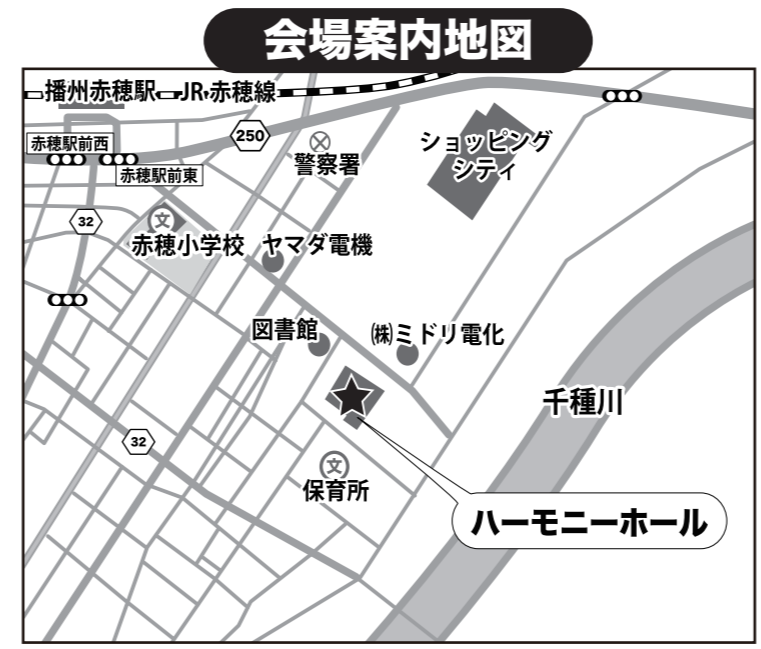 会場案内地図
播州赤穂駅
JR・赤穂線
赤穂駅前西
250
警察署
ショッピング
シティ
赤穂駅前東
32
文
赤穂小学校
ヤマダ電機
図書館
㈱ミドリ電化
千種川
32
文
保育所
ハーモニーホール